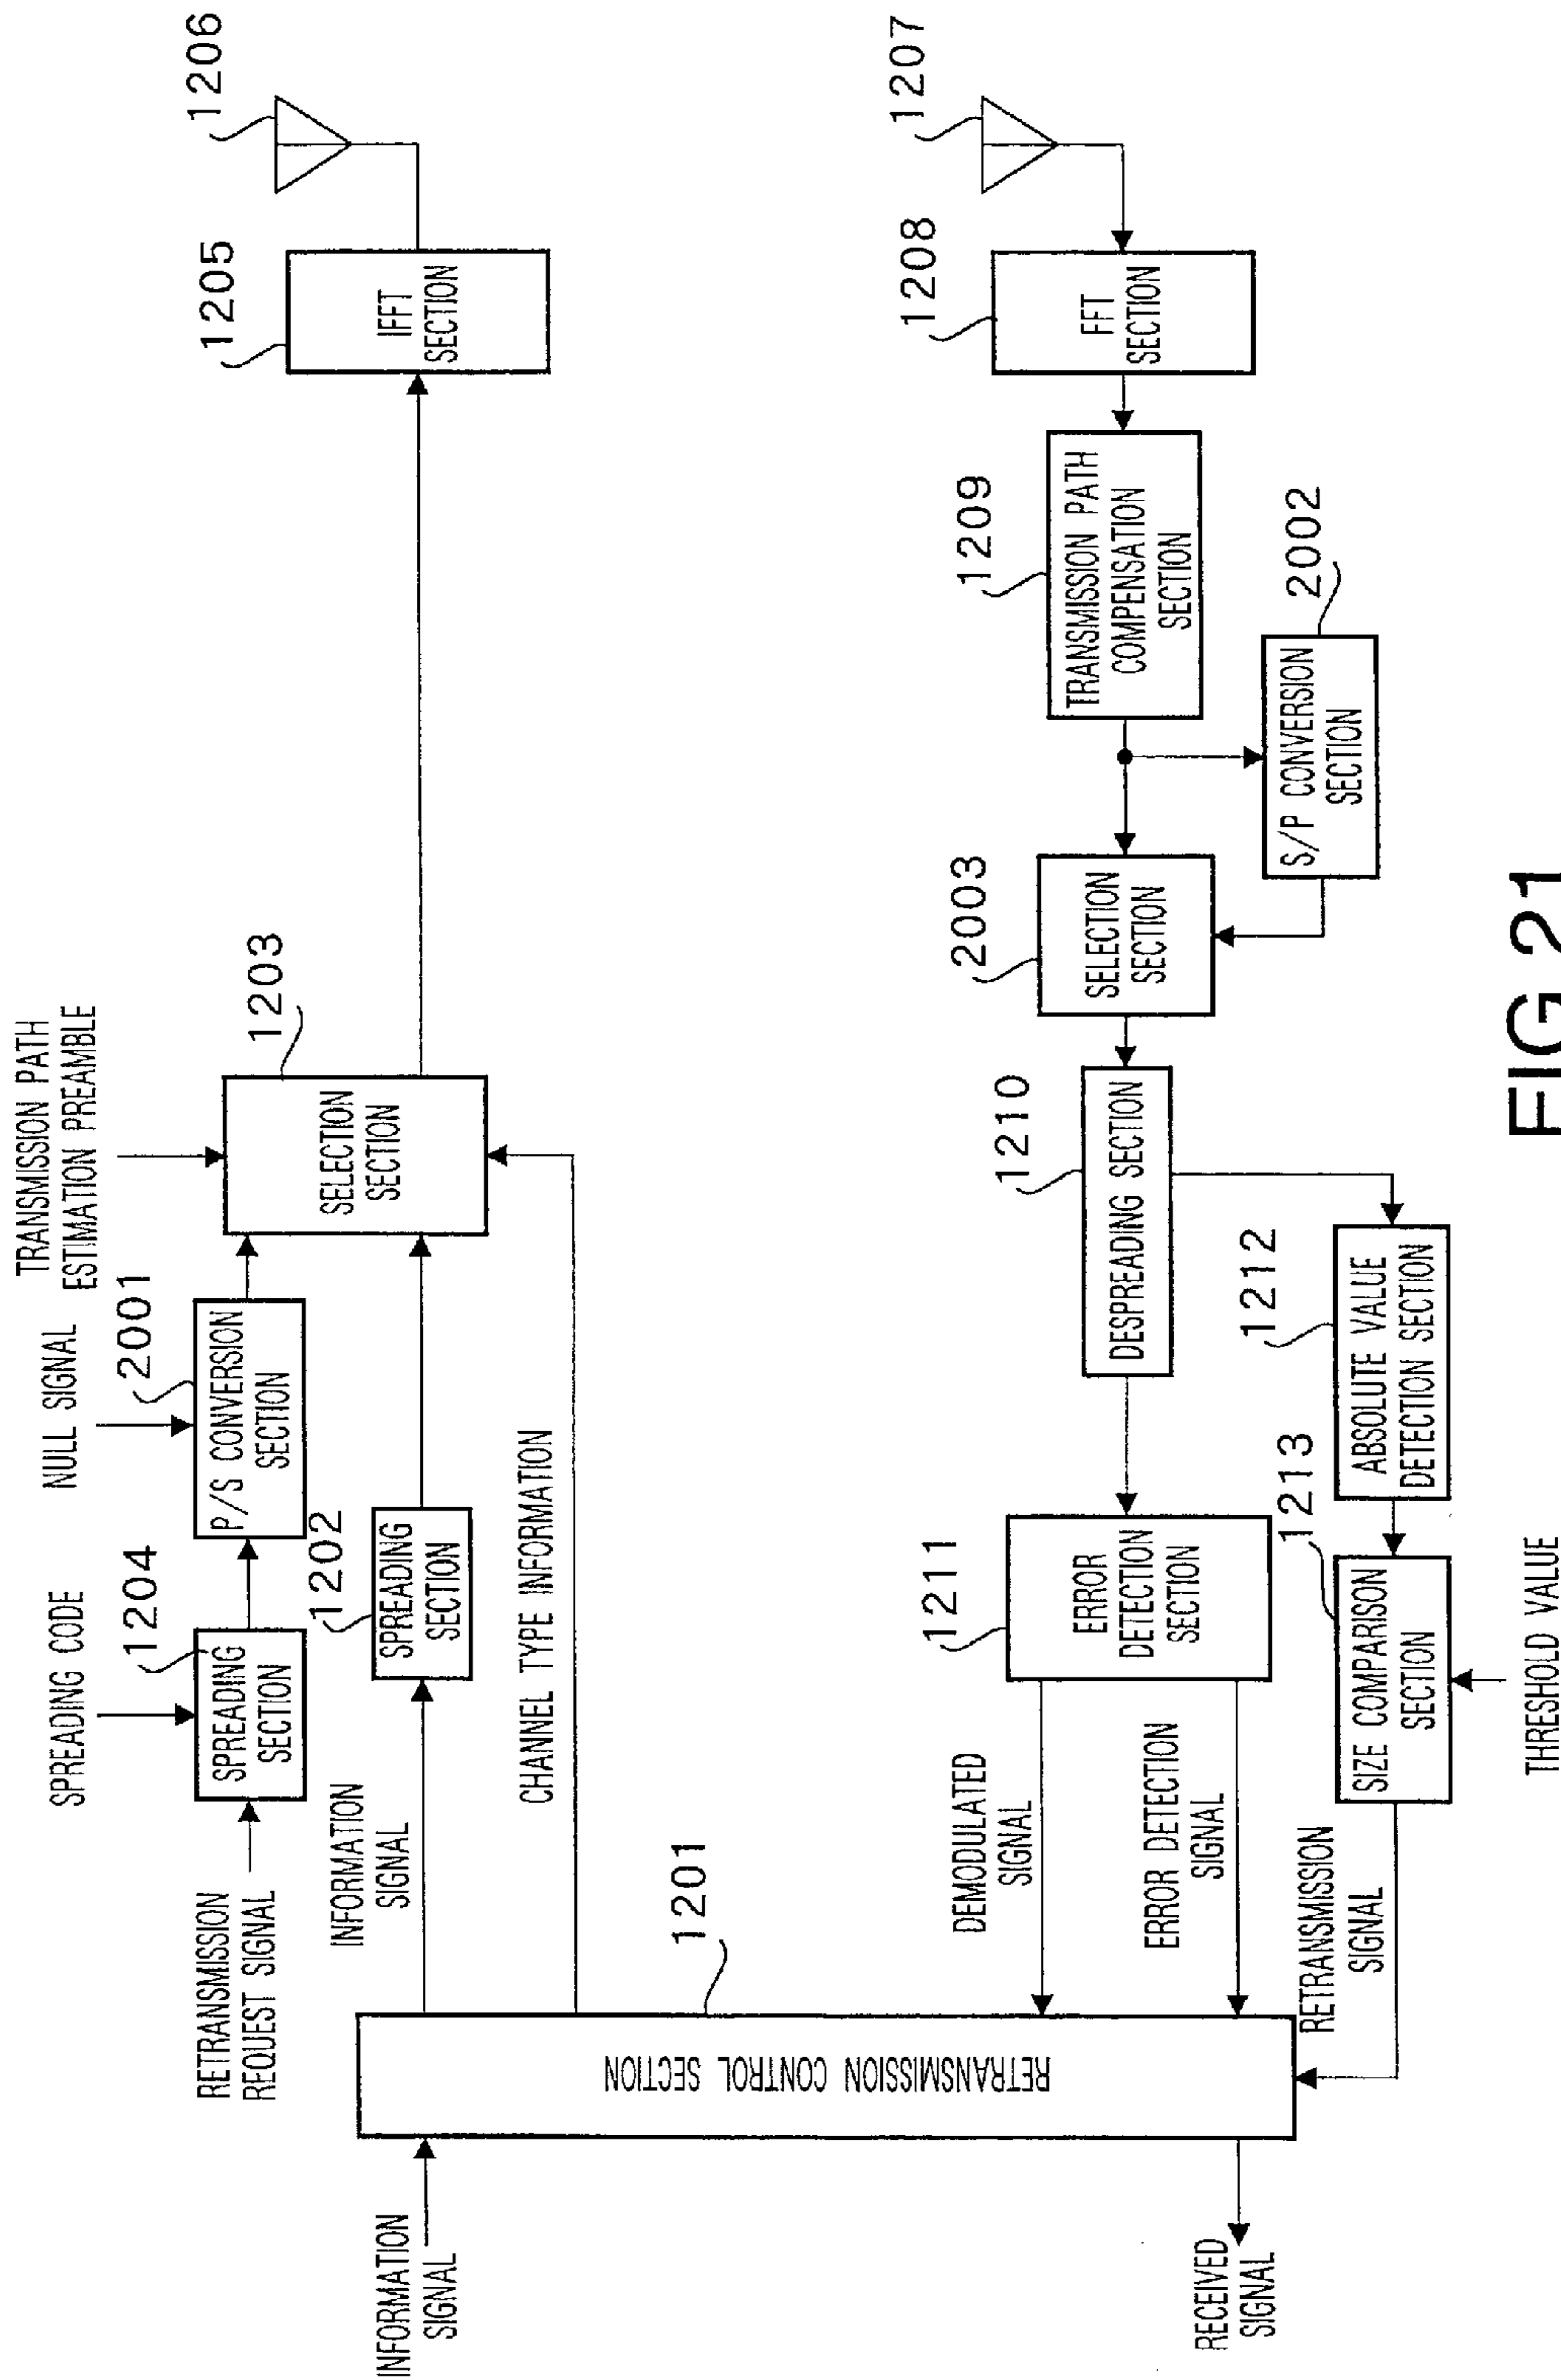 TRANSMISSION PATH
ESTIMATION PREAMBLE
NULL SIGNAL
SPREADING CODE
RETRANSMISSION
REQUEST SIGNAL
1204
SPREADING
SECTION
2001
P/S CONVERSION
SECTION
1203
SELECTION
SECTION
1205
IFFT
SECTION
1206
INFORMATION
SIGNAL
INFORMATION
SIGNAL
1202
SPREADING
SECTION
CHANNEL TYPE INFORMATION
1201
RETRANSMISSION CONTROL SECTION
RECEIVED
SIGNAL
DEMODULATED
SIGNAL
ERROR DETECTION
SIGNAL
RETRANSMISSION
SIGNAL
1211
ERROR
DETECTION
SECTION
1210
DESPREADING SECTION
2003
SELECTION
SECTION
1209
TRANSMISSION PATH
COMPENSATION
SECTION
1208
FFT
SECTION
1207
1213
SIZE COMPARISON
SECTION
1212
ABSOLUTE VALUE
DETECTION SECTION
2002
S/P CONVERSION
SECTION
THRESHOLD VALUE
FIG.21